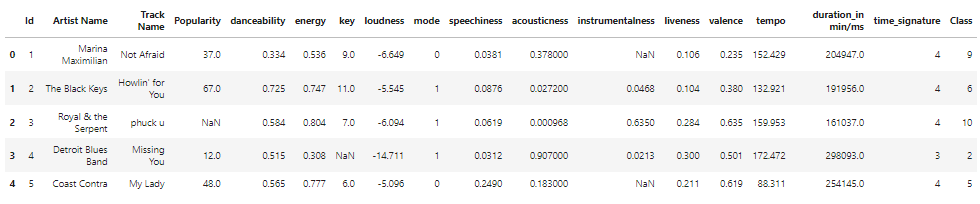 Id Artist Name Track Name Popularity danceability energy key loudness mode speechiness acousticness instrumentalness liveness valence tempo duration_in min/ms time_signature Class
0 1 Marina Maximilian Not Afraid 37.0 0.334 0.536 9.0 -6.649 0 0.0381 0.378000 NaN 0.106 0.235 152.429 204947.0 4 9
1 2 The Black Keys Howlin' for You 67.0 0.725 0.747 11.0 -5.545 1 0.0876 0.027200 0.0468 0.104 0.380 132.921 191956.0 4 6
2 3 Royal & the Serpent phuck u NaN 0.584 0.804 7.0 -6.094 1 0.0619 0.000968 0.6350 0.284 0.635 159.953 161037.0 4 10
3 4 Detroit Blues Band Missing You 12.0 0.515 0.308 NaN -14.711 1 0.0312 0.907000 0.0213 0.300 0.501 172.472 298093.0 3 2
4 5 Coast Contra My Lady 48.0 0.565 0.777 6.0 -5.096 0 0.2490 0.183000 NaN 0.211 0.619 88.311 254145.0 4 5